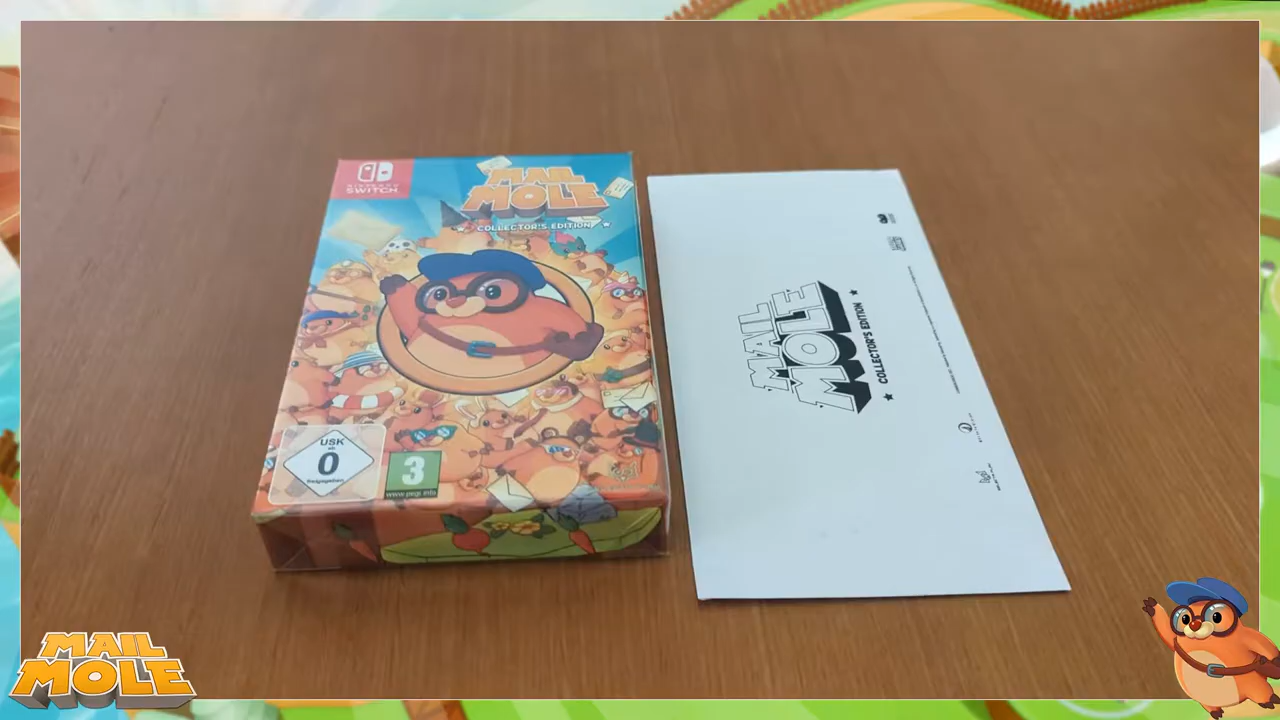 NINTENDO
SWITCH
MAIL
MOLE
COLLECTOR'S EDITION
USK
ab
0
freigegeben
3
www.pegi.info
MAIL
MOLE
COLLECTOR'S EDITION
MAIL
MOLE